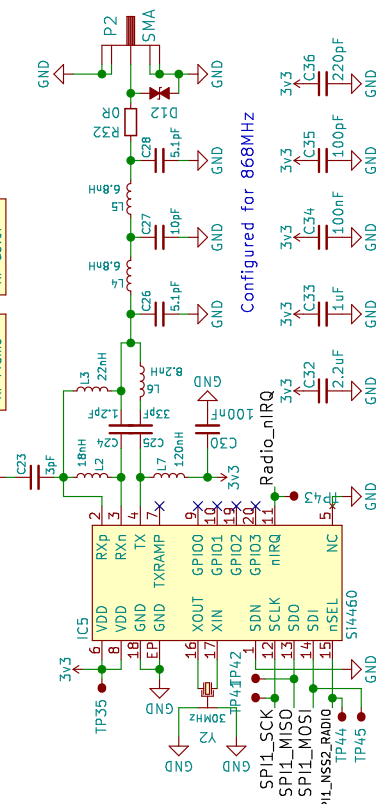 P2
SMA
GND
GND
D12
0R
R32
C28
5.1pF
GND
6.8nH
L5
C27
10pF
GND
6.8nH
L4
C26
5.1pF
GND
Configured for 868MHz
C36
220pF
3v3
GND
C35
100pF
3v3
GND
C34
100nF
3v3
GND
C33
1uF
3v3
GND
C32
2.2uF
3v3
GND
L3
22nH
8.2nH
L6
1.2pF
C24
33pF
C25
GND
100nF
C30
C23
3pF
18nH
L2
L7
120nH
3v3
Radio_nIRQ
TP43
GND
2
3
4
7
9
10
19
20
11
5
RXp
RXn
TX
TXRAMP
GPIO0
GPIO1
GPIO2
GPIO3
nIRQ
NC
IC5
SI4460
VDD
VDD
GND
GND
XOUT
XIN
SDN
SCLK
SDO
SDI
nSEL
6
8
18
EP
16
17
1
12
13
14
15
3v3
TP35
GND
TP41
TP42
30MHz
Y2
GND
GND
GND
SPI1_SCK
SPI1_MISO
SPI1_MOSI
PI1_NSS2_RADIO
TP44
TP45